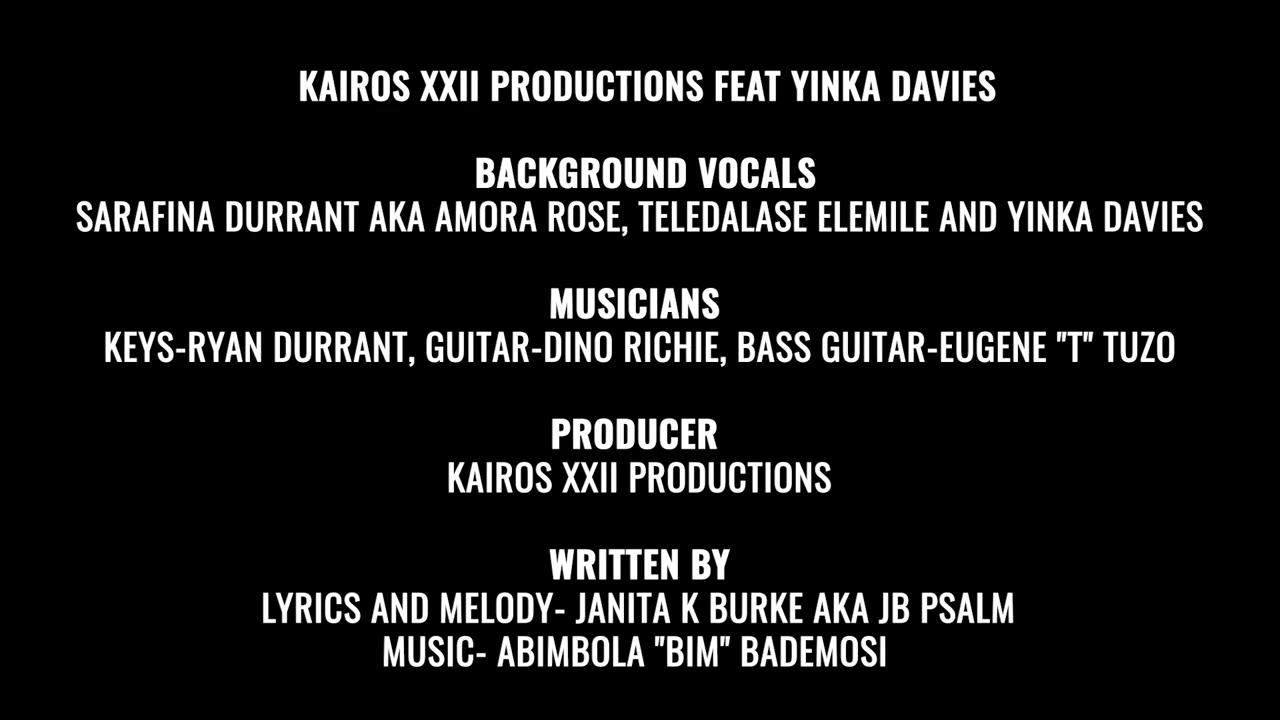 KAIROS XXII PRODUCTIONS FEAT YINKA DAVIES
BACKGROUND VOCALS
SARAFINA DURRANT AKA AMORA ROSE, TELEDALASE ELEMILE AND YINKA DAVIES
MUSICIANS
KEYS-RYAN DURRANT, GUITAR-DINO RICHIE, BASS GUITAR-EUGENE "T" TUZO
PRODUCER
KAIROS XXII PRODUCTIONS
WRITTEN BY
LYRICS AND MELODY- JANITA K BURKE AKA JB PSALM
MUSIC- ABIMBOLA "BIM" BADEMOSI